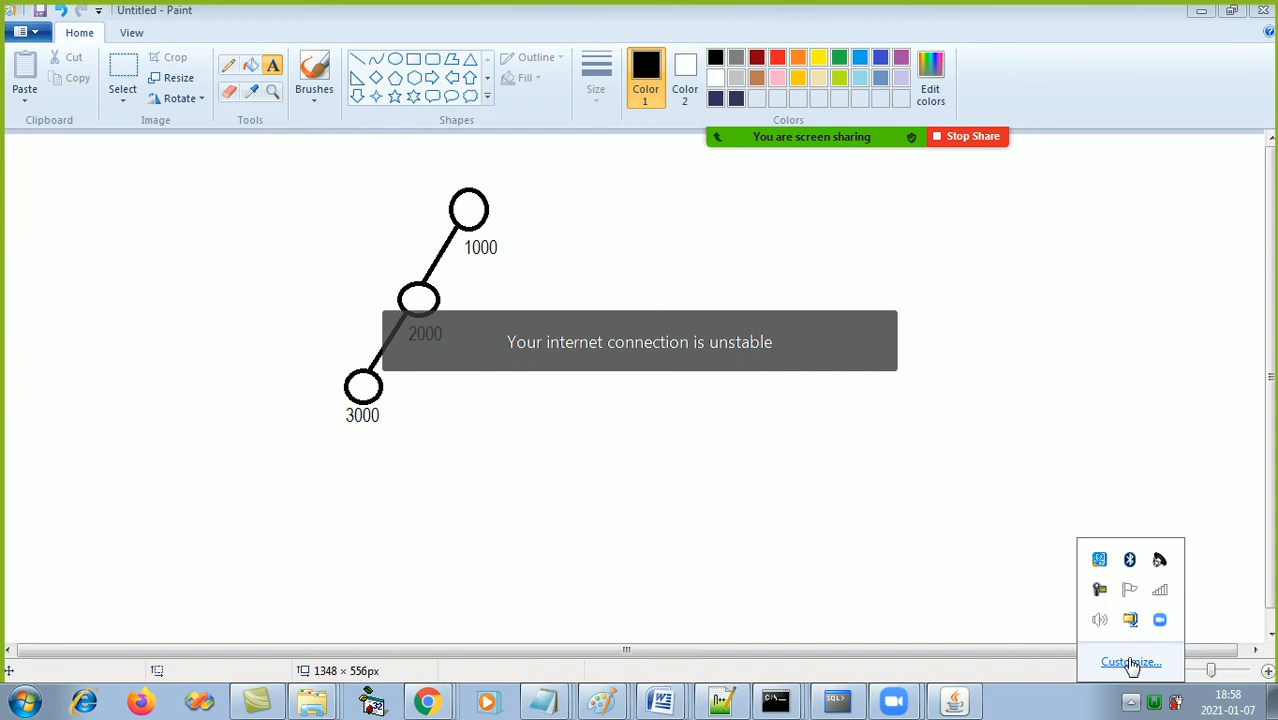 Untitled - Paint
Home
View
Paste
Cut
Copy
Clipboard
Select
Crop
Resize
Rotate
Image
A
Tools
Brushes
Outline
Fill
Shapes
Size
Color 1
Color 2
Edit colors
Colors
You are screen sharing
Stop Share
1000
2000
3000
Your internet connection is unstable
Customize...
1348 × 556px
18:58
2021-01-07